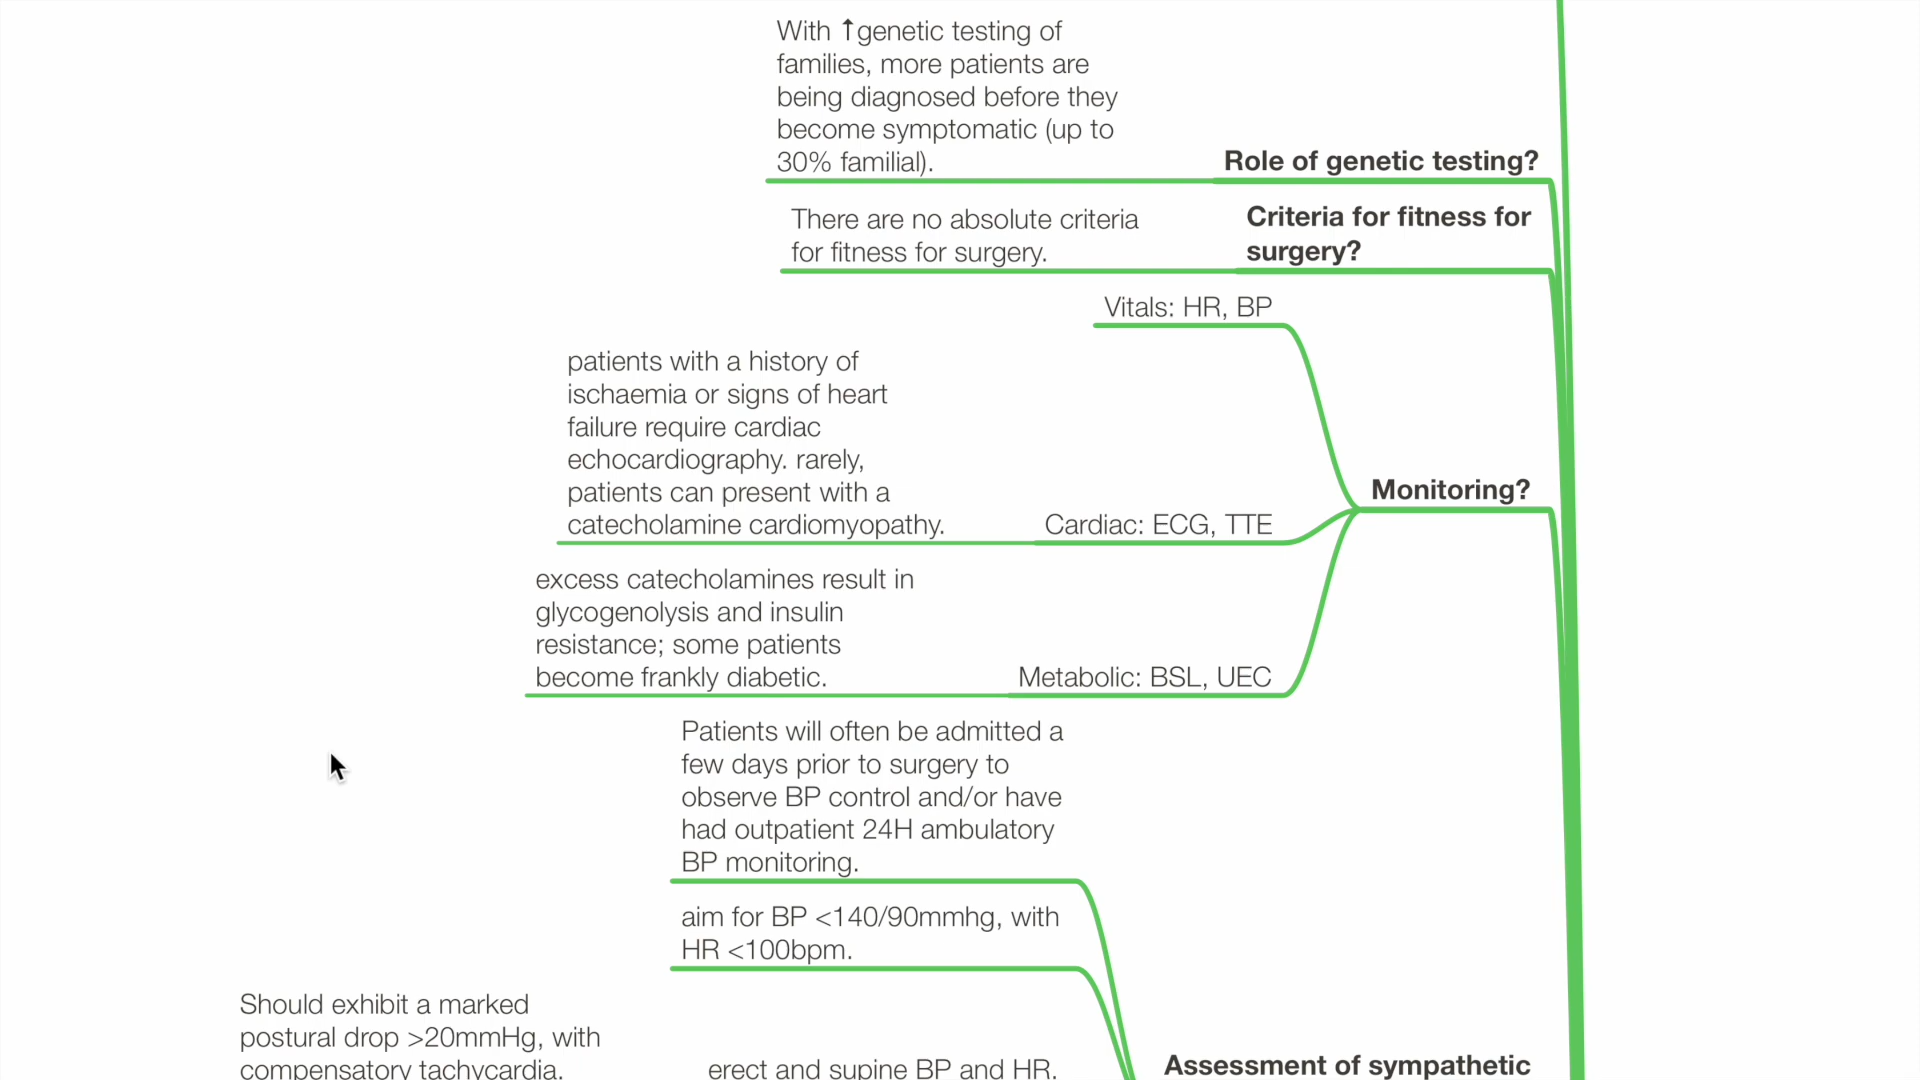 With ↑genetic testing of
families, more patients are
being diagnosed before they
become symptomatic (up to
30% familial).
Role of genetic testing?
There are no absolute criteria
for fitness for surgery.
Criteria for fitness for
surgery?
Vitals: HR, BP
patients with a history of
ischaemia or signs of heart
failure require cardiac
echocardiography. rarely,
patients can present with a
catecholamine cardiomyopathy.
Cardiac: ECG, TTE
Monitoring?
excess catecholamines result in
glycogenolysis and insulin
resistance; some patients
become frankly diabetic.
Metabolic: BSL, UEC
Patients will often be admitted a
few days prior to surgery to
observe BP control and/or have
had outpatient 24H ambulatory
BP monitoring.
aim for BP <140/90mmhg, with
HR <100bpm.
Should exhibit a marked
postural drop >20mmHg, with
compensatory tachycardia.
erect and supine BP and HR.
Assessment of sympathetic